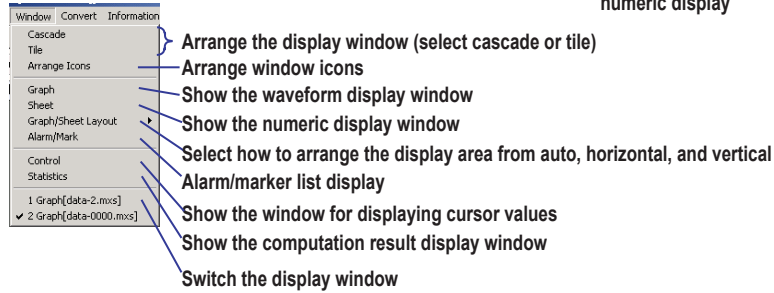 numeric display
Window Convert Information
Cascade
Tile
Arrange Icons
Graph
Sheet
Graph/Sheet Layout
Alarm/Mark
Control
Statistics
1 Graph[data-2.mxs]
✔ 2 Graph[data-0000.mxs]
Arrange the display window (select cascade or tile)
Arrange window icons
Show the waveform display window
Show the numeric display window
Select how to arrange the display area from auto, horizontal, and vertical
Alarm/marker list display
Show the window for displaying cursor values
Show the computation result display window
Switch the display window